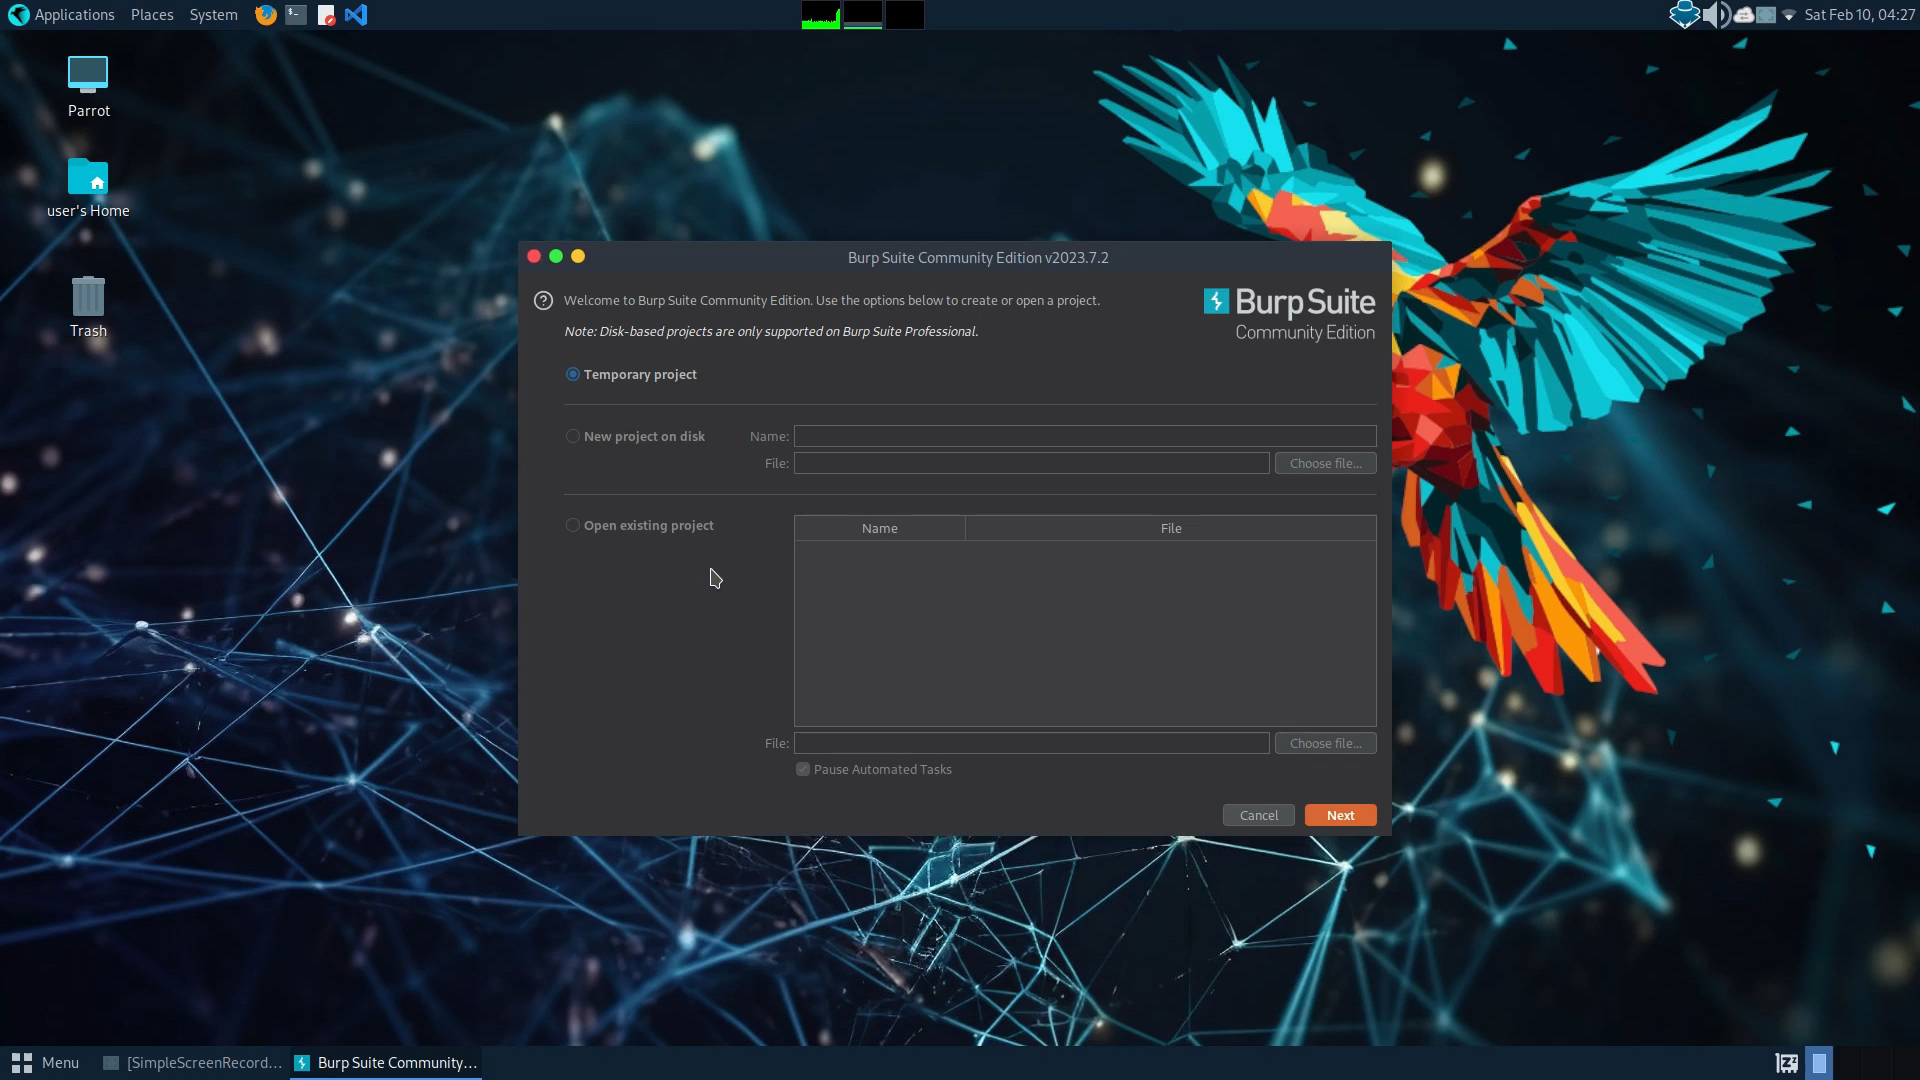 Applications Places System
Sat Feb 10, 04:27
Parrot
user's Home
Trash
Burp Suite Community Edition v2023.7.2
Welcome to Burp Suite Community Edition. Use the options below to create or open a project.
Note: Disk-based projects are only supported on Burp Suite Professional.
Burp Suite
Community Edition
Temporary project
New project on disk
Name:
File:
Choose file...
Open existing project
Name
File
File:
Choose file...
Pause Automated Tasks
Cancel
Next
Menu
[SimpleScreenRecord...
Burp Suite Community...